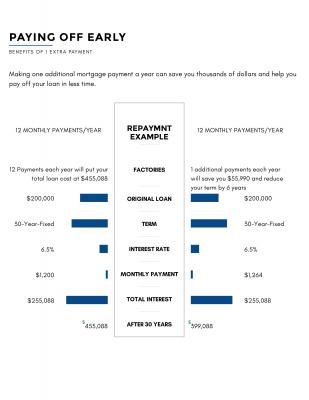 PAYING OFF EARLY
BENEFITS OF 1 EXTRA PAYMENT
Making one additional mortgage payment a year can save you thousands of dollars and help you
pay off your loan in less time.
12 MONTHLY PAYMENTS/YEAR
REPAYMNT
EXAMPLE
12 MONTHLY PAYMENTS/YEAR
12 Payments each year will put your
total loan cost at $455,088
FACTORIES
1 additional payments each year
will save you $55,990 and reduce
your term by 6 years
$200,000
ORIGINAL LOAN
$200,000
30-Year-Fixed
TERM
30-Year-Fixed
6.5%
INTEREST RATE
6.5%
$1,200
MONTHLY PAYMENT
$1,264
$255,088
TOTAL INTEREST
$255,088
$455,088
AFTER 30 YEARS
$399,088